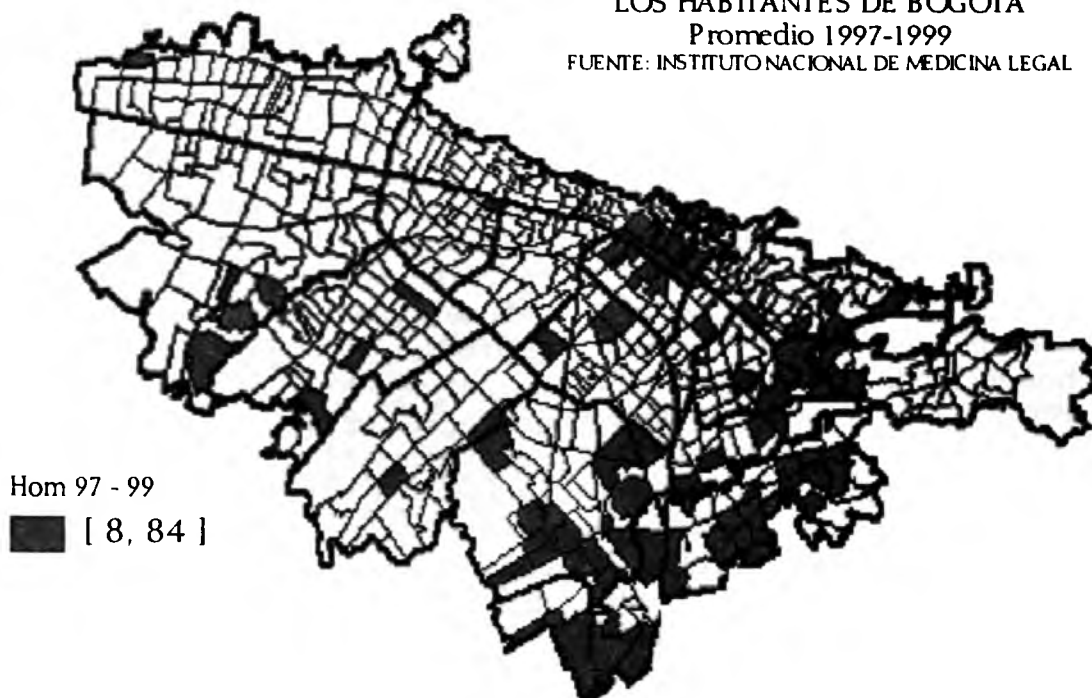 LOS HABITANTES DE BOGOTA
Promedio 1997-1999
FUENTE: INSTITUTO NACIONAL DE MEDICINA LEGAL
Hom 97 - 99
[ 8, 84 ]